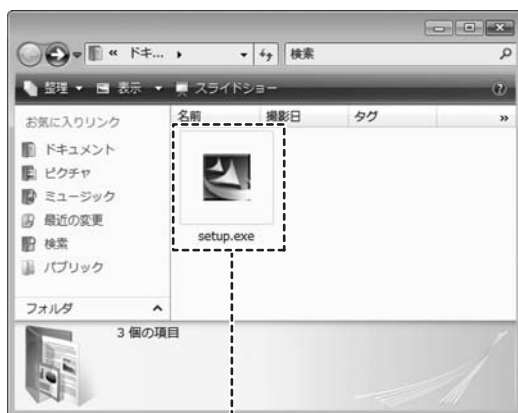 « ドキ...
検索
整理 表示 スライドショー
お気に入りリンク
ドキュメント
ピクチャ
ミュージック
最近の変更
検索
パブリック
フォルダ
名前 撮影日 タグ »
setup.exe
3 個の項目